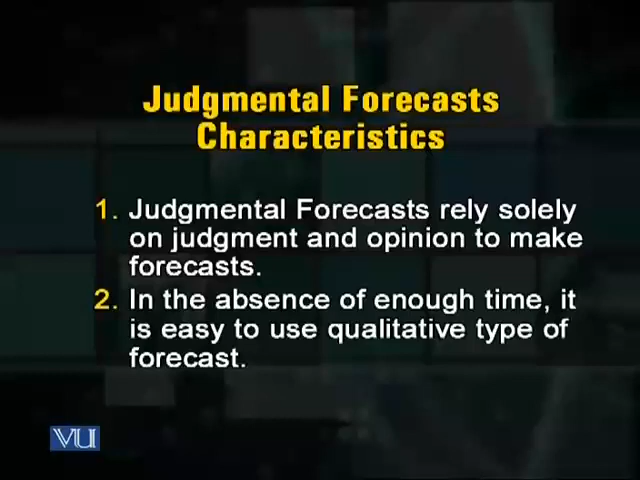 Judgmental Forecasts
Characteristics
1. Judgmental Forecasts rely solely
on judgment and opinion to make
forecasts.
2. In the absence of enough time, it
is easy to use qualitative type of
forecast.
VU